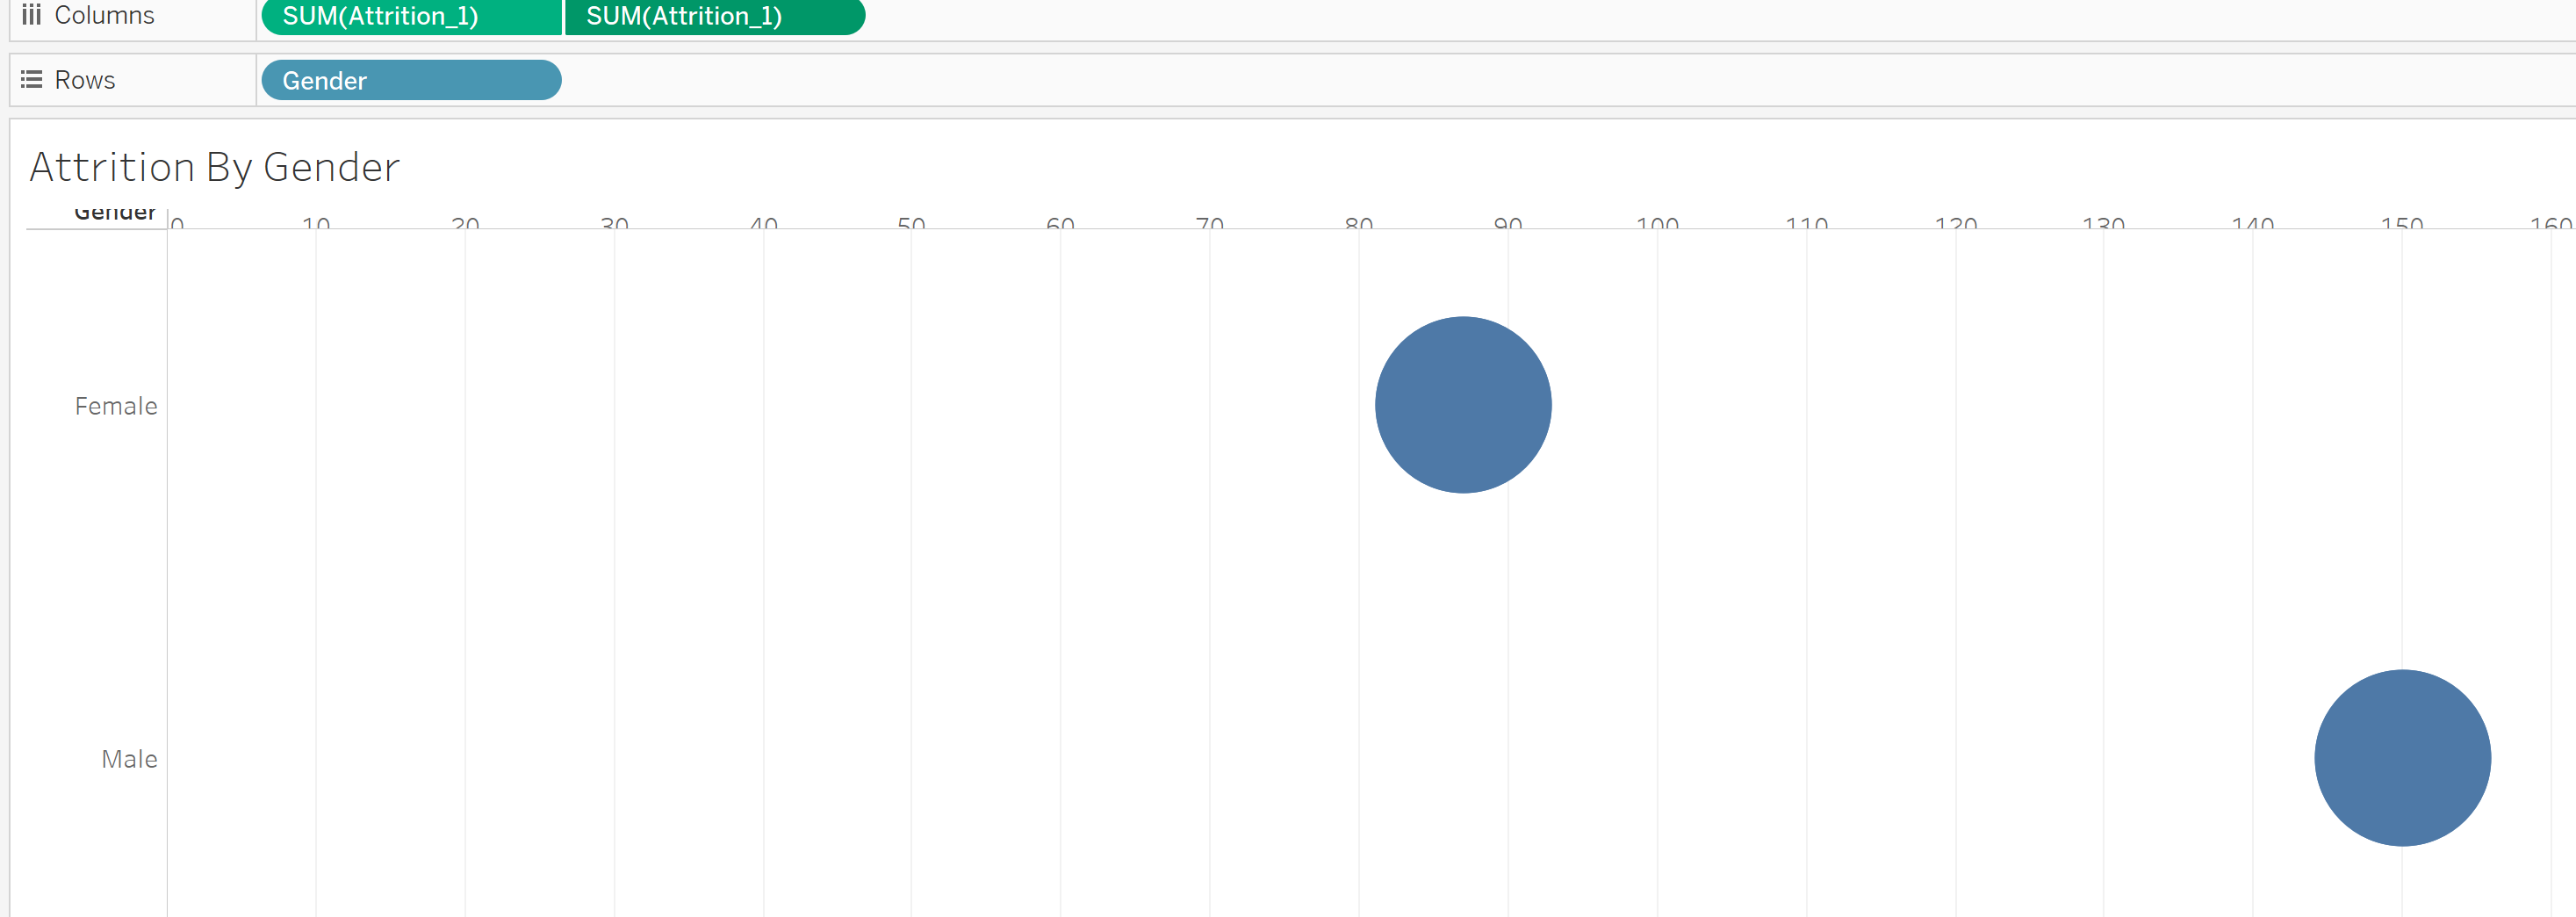 Columns SUM(Attrition_1) SUM(Attrition_1)
Rows Gender
Attrition By Gender
Gender 0 10 20 30 40 50 60 70 80 90 100 110 120 130 140 150 160
Female
Male